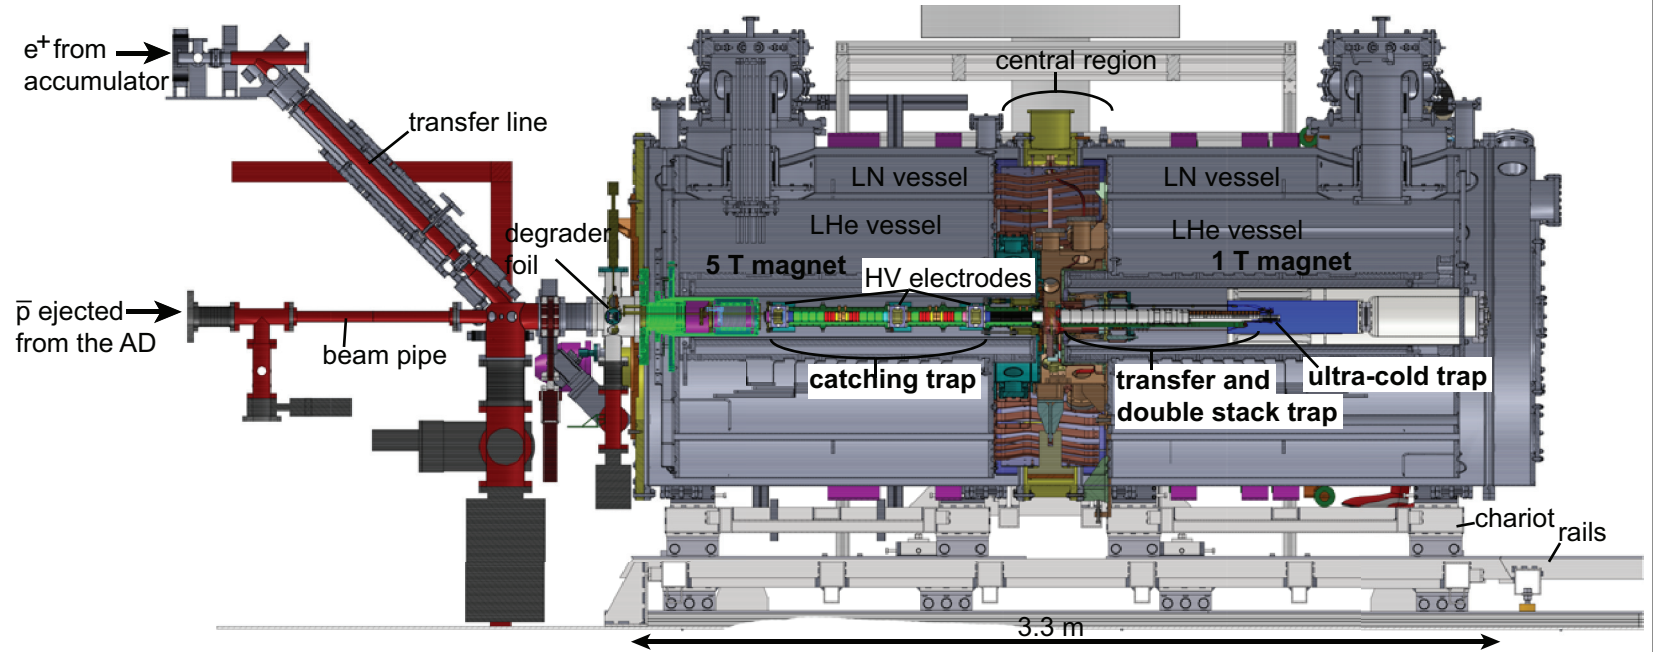 e⁺ from
accumulator
transfer line
central region
LN vessel
LN vessel
LHe vessel
LHe vessel
degrader
foil
5 T magnet
1 T magnet
HV electrodes
p̅ ejected
from the AD
beam pipe
catching trap
transfer and
double stack trap
ultra-cold trap
chariot
rails
3.3 m